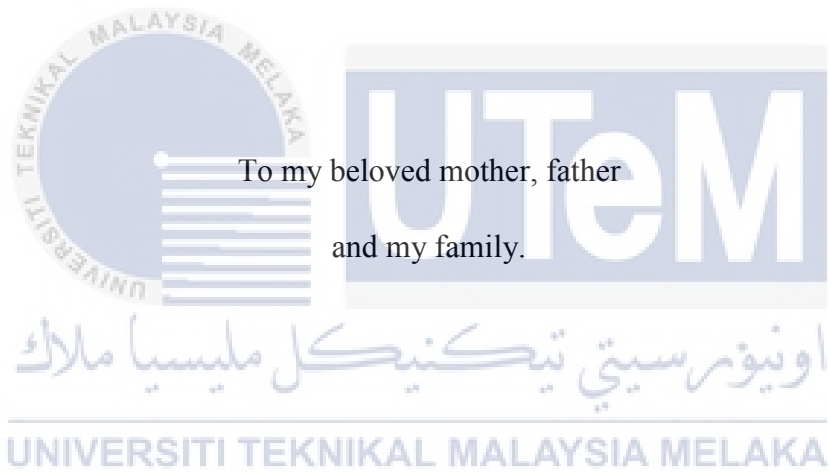 UNIVERSITI TEKNIKAL MALAYSIA MELAKA
UTeM
To my beloved mother, father
and my family.
اونيۏرسيتي تيكنيكل مليسيا ملاك
UNIVERSITI TEKNIKAL MALAYSIA MELAKA